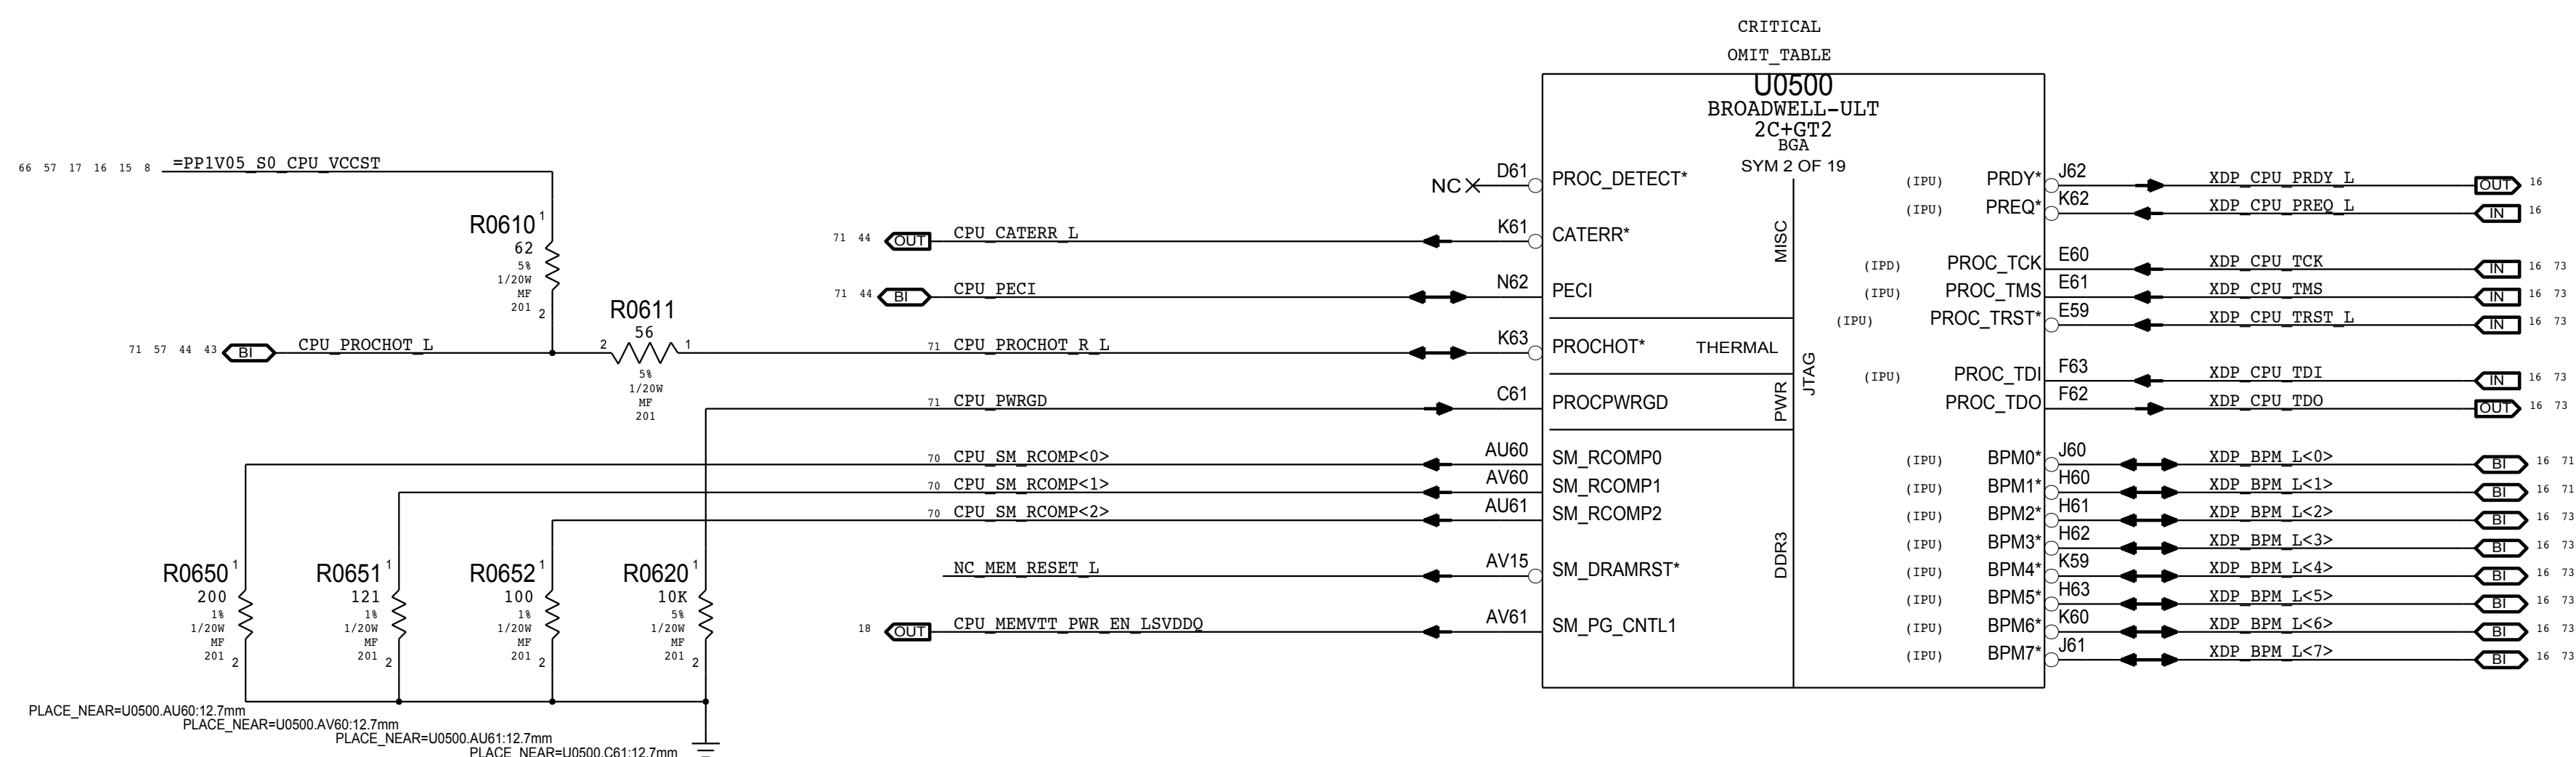 CRITICAL
OMIT_TABLE
U0500
BROADWELL-ULT
2C+GT2
BGA
SYM 2 OF 19
66 57 17 16 15 8 =PP1V05_S0_CPU_VCCST
R0610 1
62
5%
1/20W
MF
201
2
R0611
56
2 1
5%
1/20W
MF
201
71 57 44 43 BI CPU_PROCHOT_L
NC D61 PROC_DETECT*
71 44 OUT CPU_CATERR_L K61 CATERR*
71 44 BI CPU_PECI N62 PECI
71 CPU_PROCHOT_R_L K63 PROCHOT*
71 CPU_PWRGD C61 PROCPWRGD
70 CPU_SM_RCOMP<0> AU60 SM_RCOMP0
70 CPU_SM_RCOMP<1> AV60 SM_RCOMP1
70 CPU_SM_RCOMP<2> AU61 SM_RCOMP2
NC_MEM_RESET_L AV15 SM_DRAMRST*
18 OUT CPU_MEMVTT_PWR_EN_LSVDDQ AV61 SM_PG_CNTL1
MISC
THERMAL
PWR
DDR3
JTAG
(IPU) PRDY* J62 XDP_CPU_PRDY_L OUT 16
(IPU) PREQ* K62 XDP_CPU_PREQ_L IN 16
(IPD) PROC_TCK E60 XDP_CPU_TCK IN 16 73
(IPU) PROC_TMS E61 XDP_CPU_TMS IN 16 73
(IPU) PROC_TRST* E59 XDP_CPU_TRST_L IN 16 73
(IPU) PROC_TDI F63 XDP_CPU_TDI IN 16 73
PROC_TDO F62 XDP_CPU_TDO OUT 16 73
(IPU) BPM0* J60 XDP_BPM_L<0> BI 16 71
(IPU) BPM1* H60 XDP_BPM_L<1> BI 16 71
(IPU) BPM2* H61 XDP_BPM_L<2> BI 16 73
(IPU) BPM3* H62 XDP_BPM_L<3> BI 16 73
(IPU) BPM4* K59 XDP_BPM_L<4> BI 16 73
(IPU) BPM5* H63 XDP_BPM_L<5> BI 16 73
(IPU) BPM6* K60 XDP_BPM_L<6> BI 16 73
(IPU) BPM7* J61 XDP_BPM_L<7> BI 16 73
R0650 1
200
1%
1/20W
MF
201
2
R0651 1
121
1%
1/20W
MF
201
2
R0652 1
100
1%
1/20W
MF
201
2
R0620 1
10K
5%
1/20W
MF
201
2
PLACE_NEAR=U0500.AU60:12.7mm
PLACE_NEAR=U0500.AV60:12.7mm
PLACE_NEAR=U0500.AU61:12.7mm
PLACE_NEAR=U0500.C61:12.7mm